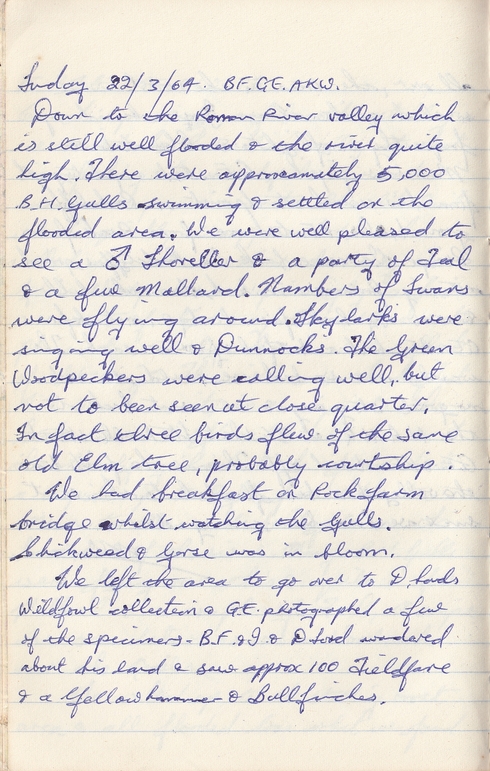 Sunday 22/3/64. B.F. G.E. A.K.W.
Down to the Roman River valley which
is still well flooded & the river quite
high. There were approxamately 5,000
B.H. Gulls swimming & settled on the
flooded area. We were well pleased to
see a ♂ Shoveller & a party of Teal
& a few Mallard. Numbers of Swans
were flying around. Skylarks were
singing well & Dunnocks. The Green
Woodpeckers were calling well, but
not to been seen at close quarter.
In fact three birds flew of the same
old Elm tree, probably courtship.
We had breakfast on Rockfarm
bridge whilst watching the Gulls.
Chickweed & Gorse was in bloom.
We left the area to go over to D. Lords
Wildfowl collection & G.E. photographed a few
of the specimens - B.F. & I & D Lord wandered
about his land & saw approx 100 Fieldfare
& a Yellowhammer & Bullfinches.